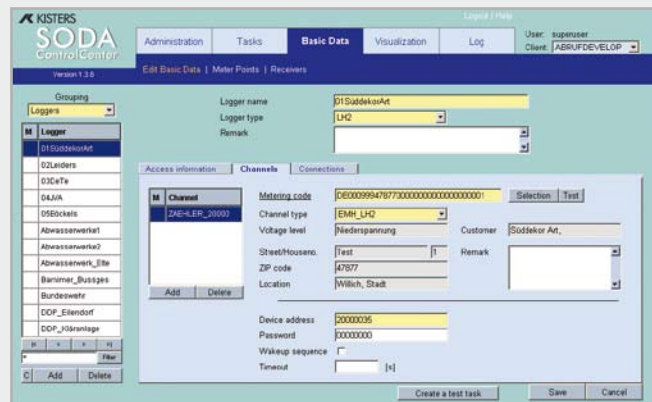 KISTERS
SODA
ControlCenter
Version 1.3.6
Logout | Help
Administration Tasks Basic Data Visualization Log
User: superuser
Client: ABRUFDEVELOP
Edit Basic Data | Meter Points | Receivers
Grouping
Loggers
M Logger
01SüddekorArt
02Leiders
03DeTe
04JVA
05Böckels
Abwasserwerke1
Abwasserwerke2
Abwasserwerk_Elte
Barnimer_Bussges
Bundeswehr
DDP_Eilendorf
DDP_Kläranlage
* Filter
C Add Delete
Logger name 01SüddekorArt
Logger type LH2
Remark
Access information Channels Connections
M Channel
ZAEHLER_20000
Add Delete
Metering code Selection Test
Channel type EMH_LH2
Voltage level Niederspannung Customer Süddekor Art,
Street/Houseno. Test 1 Remark
ZIP code 47877
Location Willich, Stadt
Device address 20000035
Password 00000000
Wakeup sequence
Timeout [s]
Create a test task Save Cancel